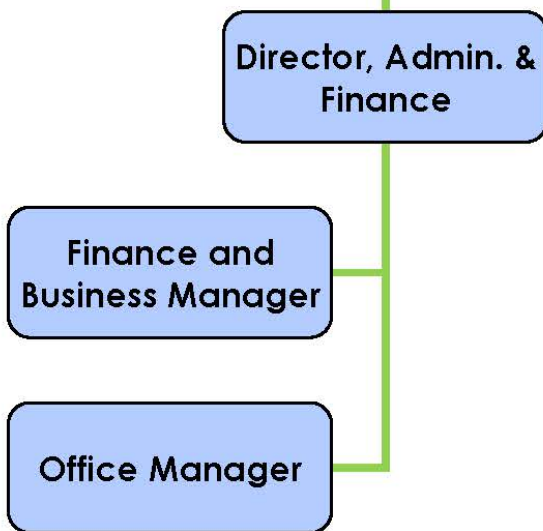 Director, Admin. &
Finance
Finance and
Business Manager
Office Manager